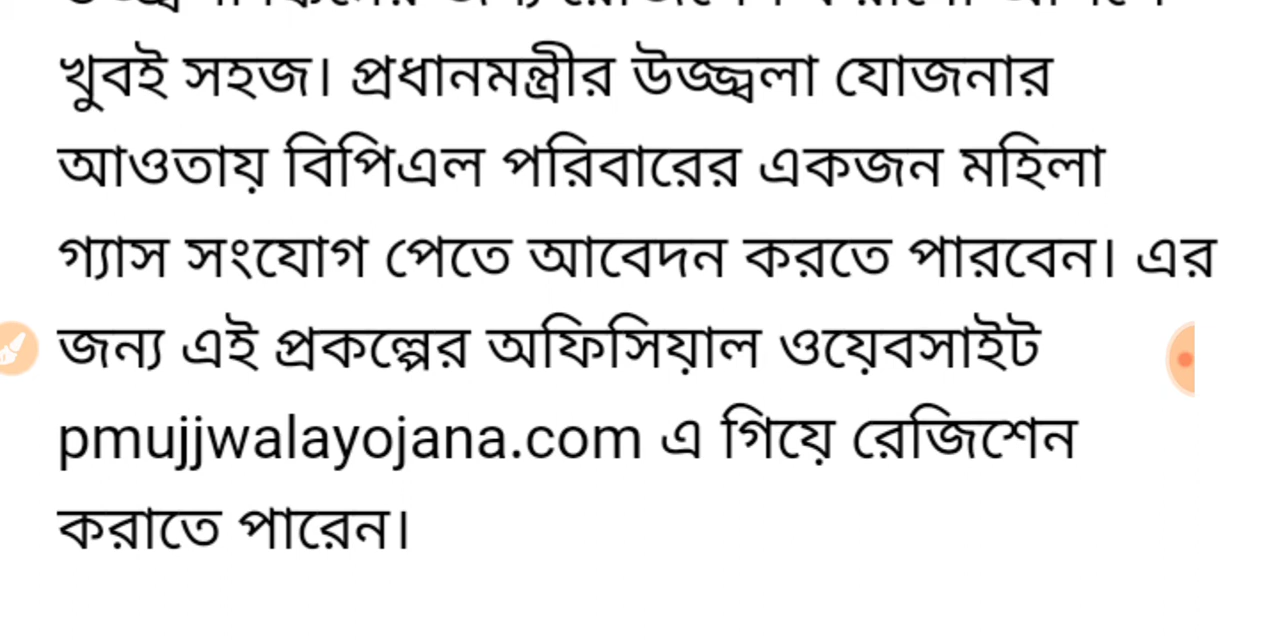 খুবই সহজ। প্রধানমন্ত্রীর উজ্জ্বলা যোজনার
আওতায় বিপিএল পরিবারের একজন মহিলা
গ্যাস সংযোগ পেতে আবেদন করতে পারবেন। এর
জন্য এই প্রকল্পের অফিসিয়াল ওয়েবসাইট
pmujjwalayojana.com এ গিয়ে রেজিশেন
করাতে পারেন।